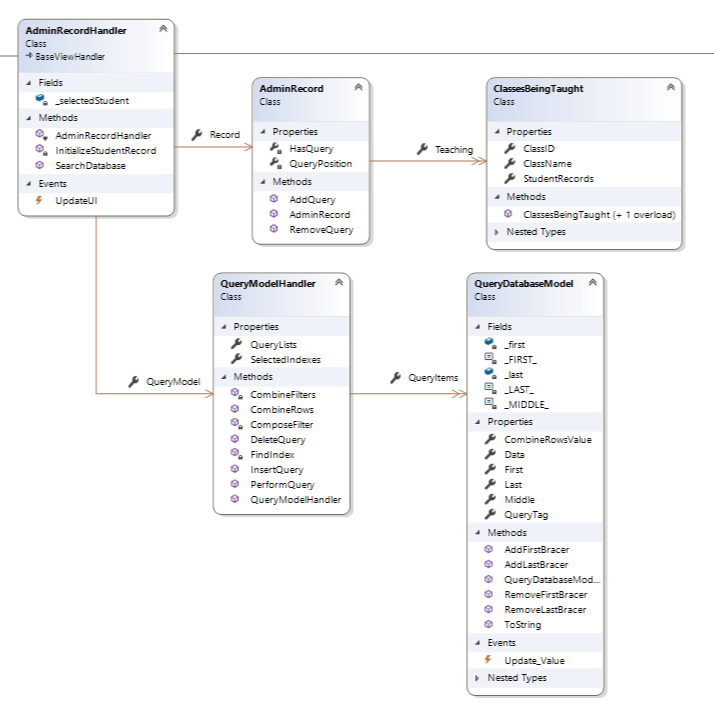 AdminRecordHandler
Class
BaseViewHandler
Fields
_selectedStudent
Methods
AdminRecordHandler
InitializeStudentRecord
SearchDatabase
Events
UpdateUI
Record
AdminRecord
Class
Properties
HasQuery
QueryPosition
Methods
AddQuery
AdminRecord
RemoveQuery
Teaching
ClassesBeingTaught
Class
Properties
ClassID
ClassName
StudentRecords
Methods
ClassesBeingTaught (+ 1 overload)
Nested Types
QueryModel
QueryModelHandler
Class
Properties
QueryLists
SelectedIndexes
Methods
CombineFilters
CombineRows
ComposeFilter
DeleteQuery
FindIndex
InsertQuery
PerformQuery
QueryModelHandler
QueryItems
QueryDatabaseModel
Class
Fields
_first
_FIRST_
_last
_LAST_
_MIDDLE_
Properties
CombineRowsValue
Data
First
Last
Middle
QueryTag
Methods
AddFirstBracer
AddLastBracer
QueryDatabaseMod...
RemoveFirstBracer
RemoveLastBracer
ToString
Events
Update_Value
Nested Types